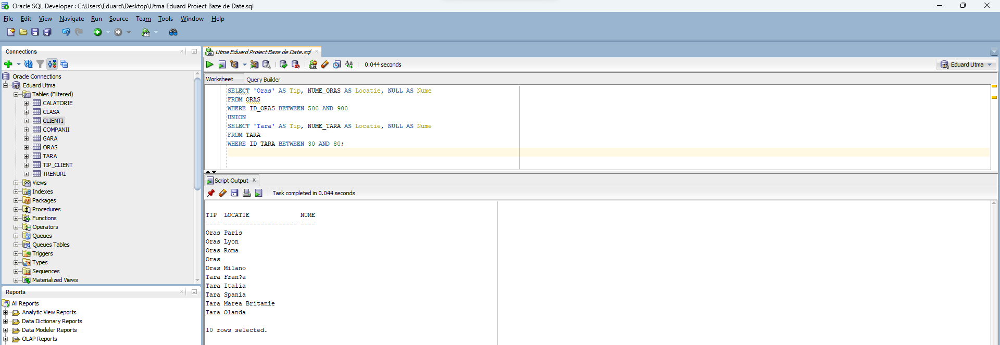 Oracle SQL Developer : C:\Users\Eduard\Desktop\Utma Eduard Proiect Baze de Date.sql
File Edit View Navigate Run Source Team Tools Window Help
Connections
Oracle Connections
Eduard Utma
Tables (Filtered)
CALATORIE
CLASA
CLIENTI
COMPANII
GARA
ORAS
TARA
TIP_CLIENT
TRENURI
Views
Indexes
Packages
Procedures
Functions
Operators
Queues
Queues Tables
Triggers
Types
Sequences
Materialized Views
Reports
All Reports
Analytic View Reports
Data Dictionary Reports
Data Modeler Reports
OLAP Reports
Utma Eduard Proiect Baze de Date.sql
0.044 seconds
Eduard Utma
Worksheet Query Builder
SELECT 'Oras' AS Tip, NUME_ORAS AS Locatie, NULL AS Nume
FROM ORAS
WHERE ID_ORAS BETWEEN 500 AND 900
UNION
SELECT 'Tara' AS Tip, NUME_TARA AS Locatie, NULL AS Nume
FROM TARA
WHERE ID_TARA BETWEEN 30 AND 80;
Script Output x
Task completed in 0.044 seconds
TIP LOCATIE NUME
---- -------------------- ----
Oras Paris
Oras Lyon
Oras Roma
Oras
Oras Milano
Tara Fran?a
Tara Italia
Tara Spania
Tara Marea Britanie
Tara Olanda
10 rows selected.